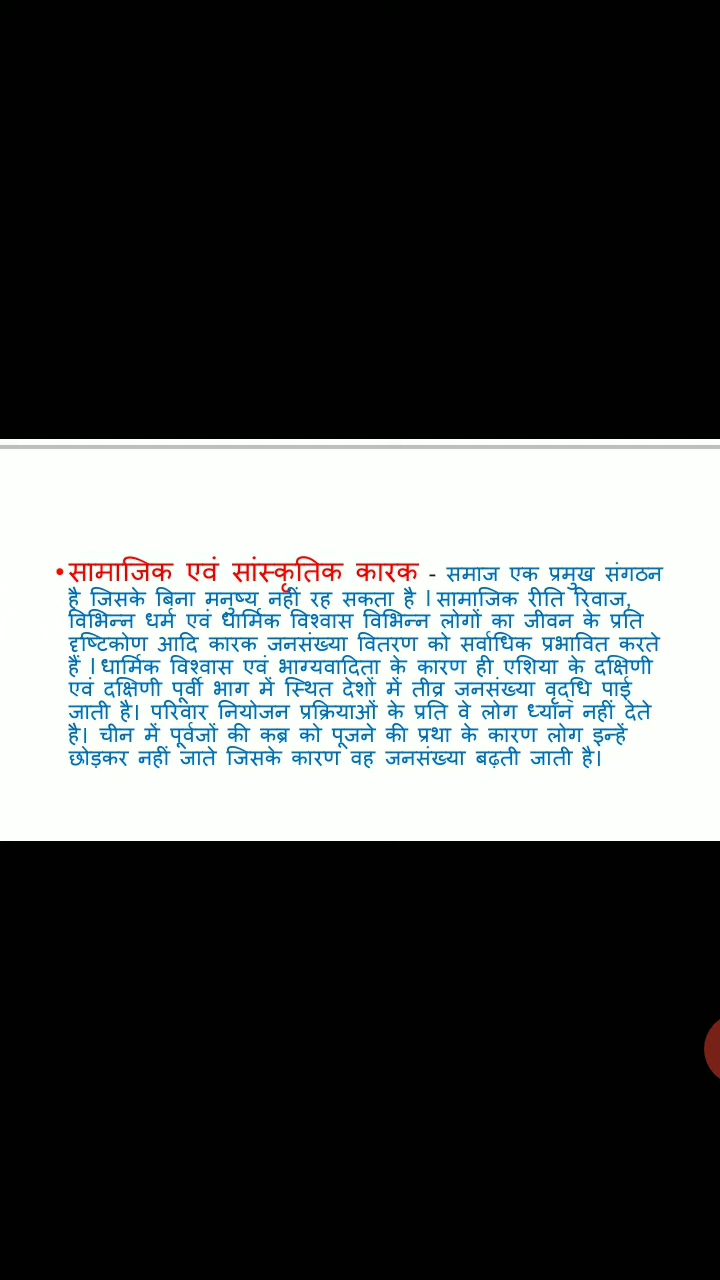 • सामाजिक एवं सांस्कृतिक कारक - समाज एक प्रमुख संगठन
है जिसके बिना मनुष्य नहीं रह सकता है । सामाजिक रीति रिवाज,
विभिन्न धर्म एवं धार्मिक विश्वास विभिन्न लोगों का जीवन के प्रति
दृष्टिकोण आदि कारक जनसंख्या वितरण को सर्वाधिक प्रभावित करते
हैं । धार्मिक विश्वास एवं भाग्यवादिता के कारण ही एशिया के दक्षिणी
एवं दक्षिणी पूर्वी भाग में स्थित देशों में तीव्र जनसंख्या वृद्धि पाई
जाती है। परिवार नियोजन प्रक्रियाओं के प्रति वे लोग ध्यान नहीं देते
है। चीन में पूर्वजों की कब्र को पूजने की प्रथा के कारण लोग इन्हें
छोड़कर नहीं जाते जिसके कारण वह जनसंख्या बढ़ती जाती है।